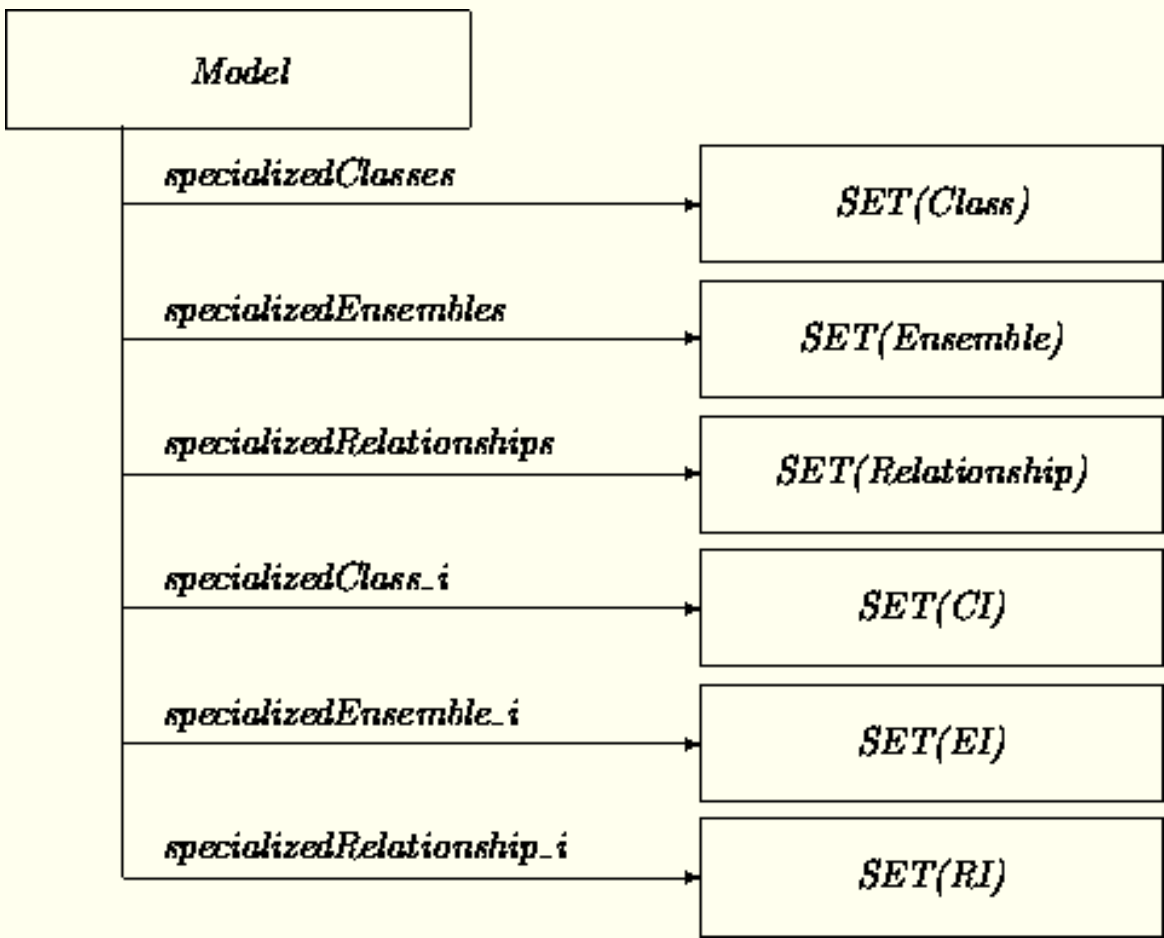 Model
specializedClasses
SET(Class)
specializedEnsembles
SET(Ensemble)
specializedRelationships
SET(Relationship)
specializedClass_i
SET(CI)
specializedEnsemble_i
SET(EI)
specializedRelationship_i
SET(RI)